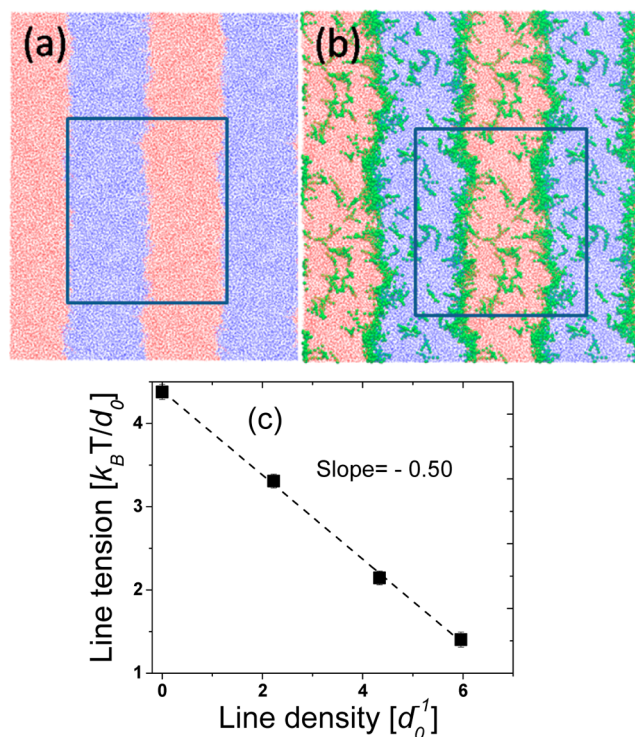 (a)
(b)
(c)
Slope= - 0.50
Line tension [k_BT/d_0]
4
3
2
1
0 2 4 6
Line density [d_0^-1]